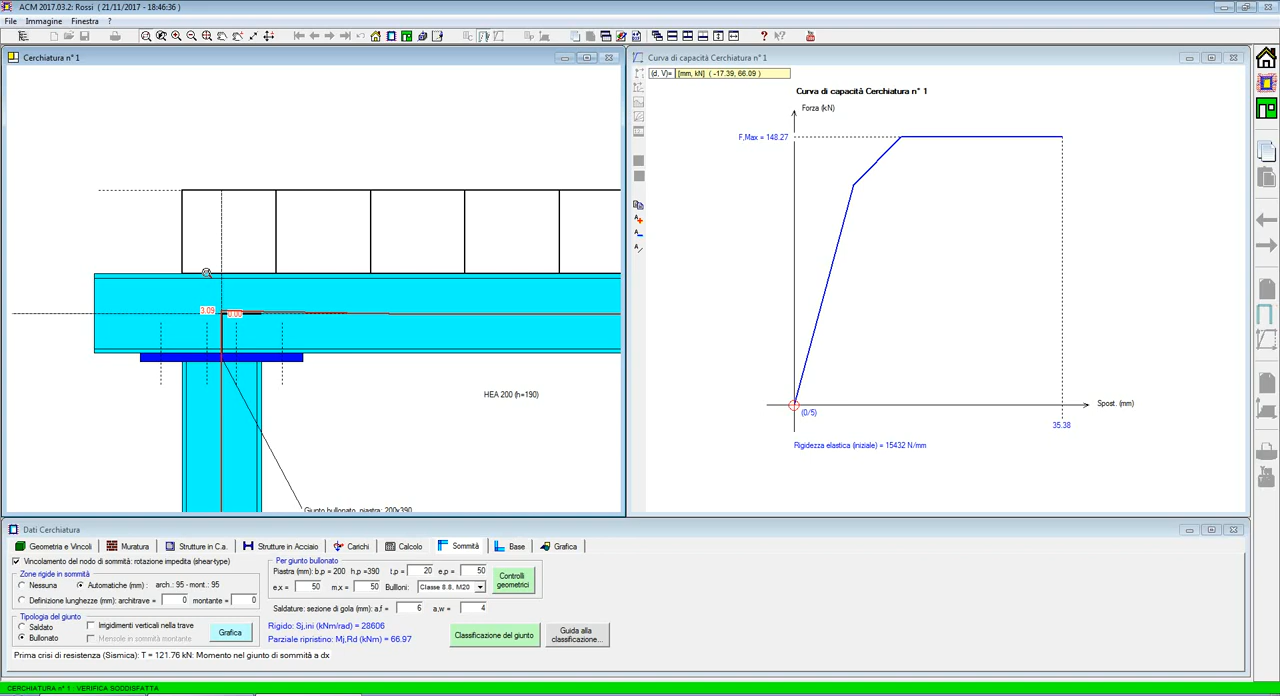 ACM 2017.03.2: Rossi ( 21/11/2017 - 18:46:36 )
File Immagine Finestra ?
Cerchiatura n° 1
3.09 0.00
HEA 200 (h=190)
Giunto bullonato, piastra: 200x390
Curva di capacità Cerchiatura n° 1
(d, V)= [mm, kN] ( -17.39, 66.09 )
Curva di capacità Cerchiatura n° 1
Forza (kN)
F,Max = 148.27
Spost. (mm)
(0/5)
35.38
Rigidezza elastica (iniziale) = 15432 N/mm
Dati Cerchiatura
Geometria e Vincoli Muratura Strutture in C.a. Strutture in Acciaio Carichi Calcolo Sommità Base Grafica
Vincolamento del nodo di sommità: rotazione impedita (shear-type)
Zone rigide in sommità
Nessuna Automatiche (mm) : arch.: 95 - mont.: 95
Definizione lunghezze (mm): architrave = 0 montante = 0
Tipologia del giunto
Saldato
Bullonato
Irrigidimenti verticali nella trave
Mensole in sommità montante
Grafica
Per giunto bullonato
Piastra (mm): b,p = 200 h,p =390 t,p = 20 e,p = 50
e,x = 50 m,x = 50 Bulloni: Classe 8.8, M20
Controlli geometrici
Saldature: sezione di gola (mm): a,f = 6 a,w = 4
Rigido: Sj,ini (kNm/rad) = 28606
Parziale ripristino: Mj,Rd (kNm) = 66.97
Classificazione del giunto
Guida alla classificazione...
Prima crisi di resistenza (Sismica): T = 121.76 kN: Momento nel giunto di sommità a dx
CERCHIATURA n° 1 : VERIFICA SODDISFATTA